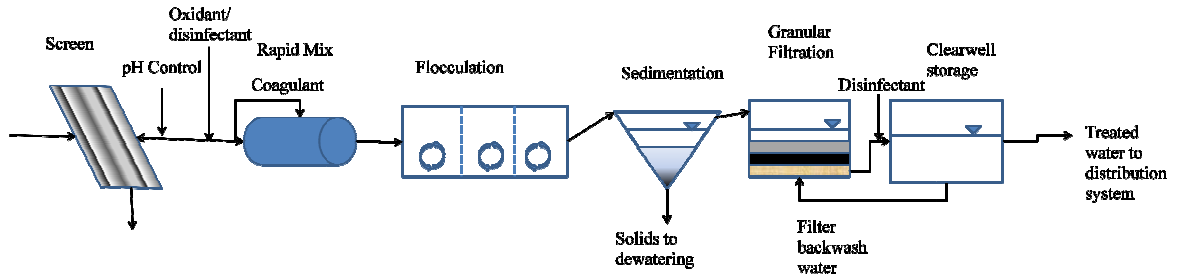 Screen
pH Control
Oxidant/
disinfectant
Rapid Mix
Coagulant
Flocculation
Sedimentation
Solids to
dewatering
Granular
Filtration
Disinfectant
Filter
backwash
water
Clearwell
storage
Treated
water to
distribution
system